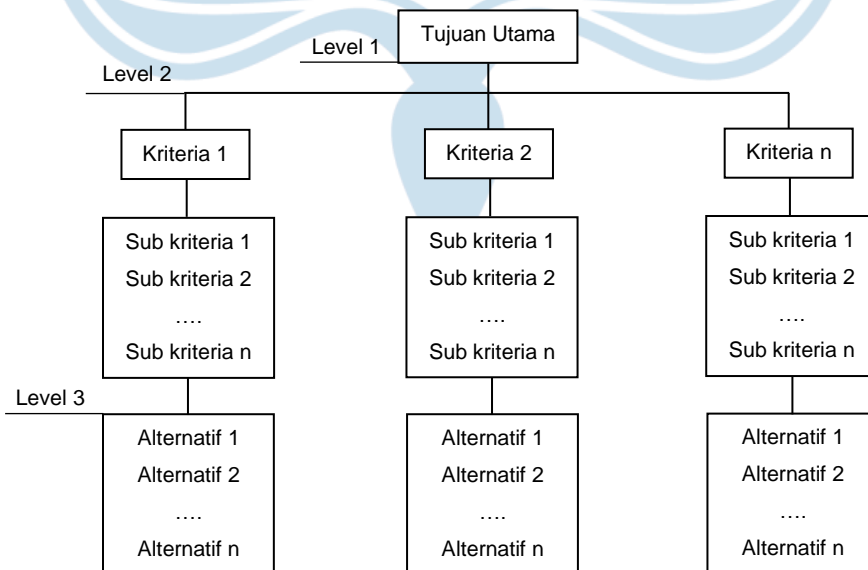 Tujuan Utama
Level 1
Level 2
Kriteria 1
Kriteria 2
Kriteria n
Sub kriteria 1
Sub kriteria 2
….
Sub kriteria n
Sub kriteria 1
Sub kriteria 2
….
Sub kriteria n
Sub kriteria 1
Sub kriteria 2
….
Sub kriteria n
Level 3
Alternatif 1
Alternatif 2
….
Alternatif n
Alternatif 1
Alternatif 2
….
Alternatif n
Alternatif 1
Alternatif 2
….
Alternatif n